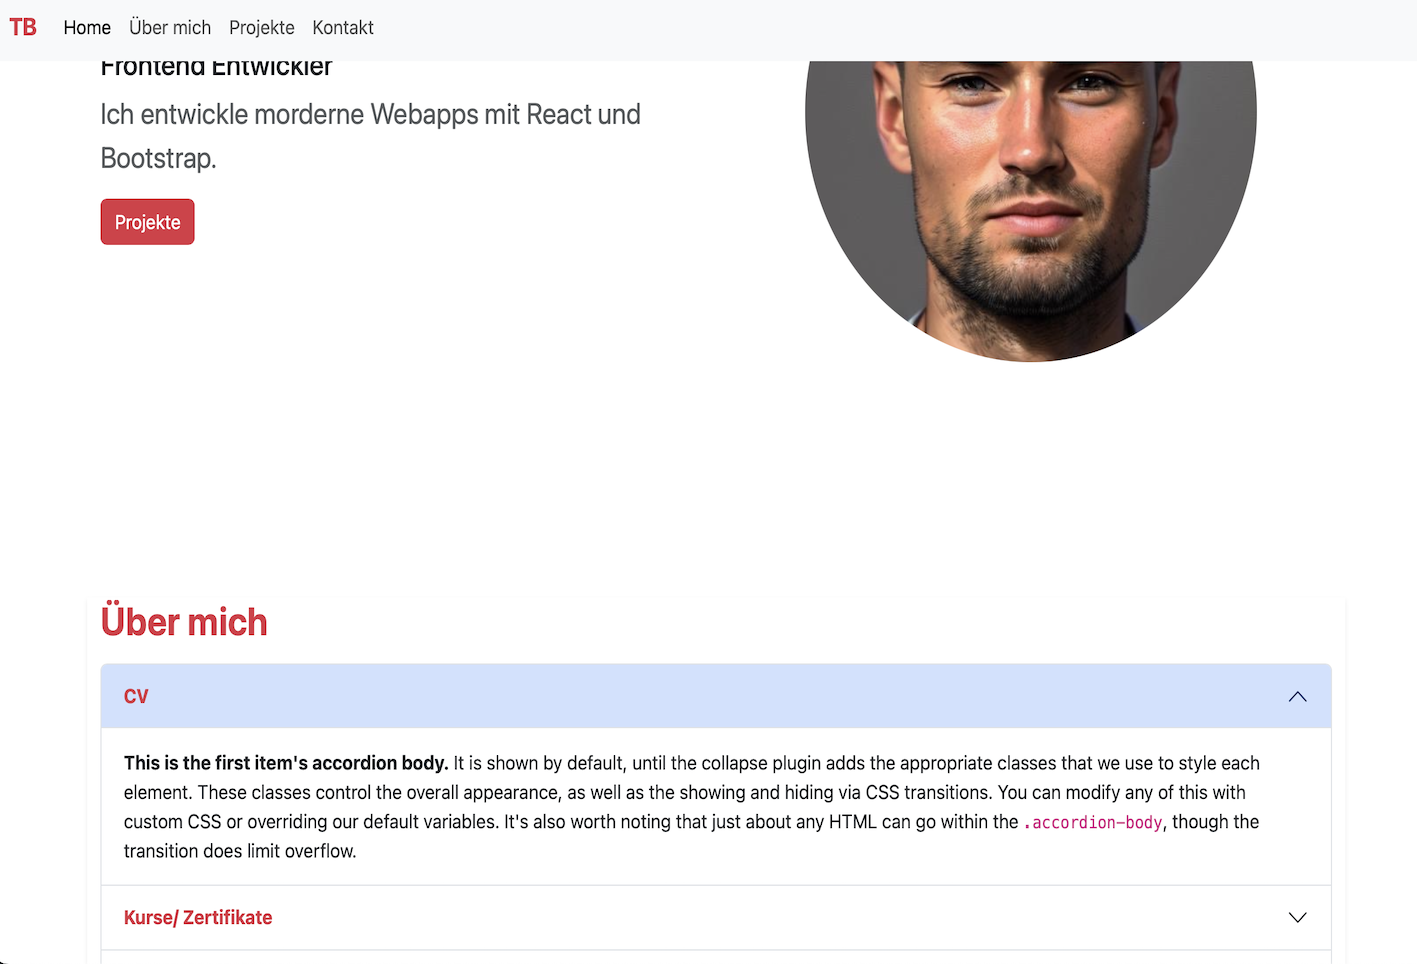 TB Home Über mich Projekte Kontakt
Frontend Entwickler
Ich entwickle morderne Webapps mit React und
Bootstrap.
Projekte
Über mich
CV
This is the first item's accordion body. It is shown by default, until the collapse plugin adds the appropriate classes that we use to style each
element. These classes control the overall appearance, as well as the showing and hiding via CSS transitions. You can modify any of this with
custom CSS or overriding our default variables. It's also worth noting that just about any HTML can go within the .accordion-body, though the
transition does limit overflow.
Kurse/ Zertifikate